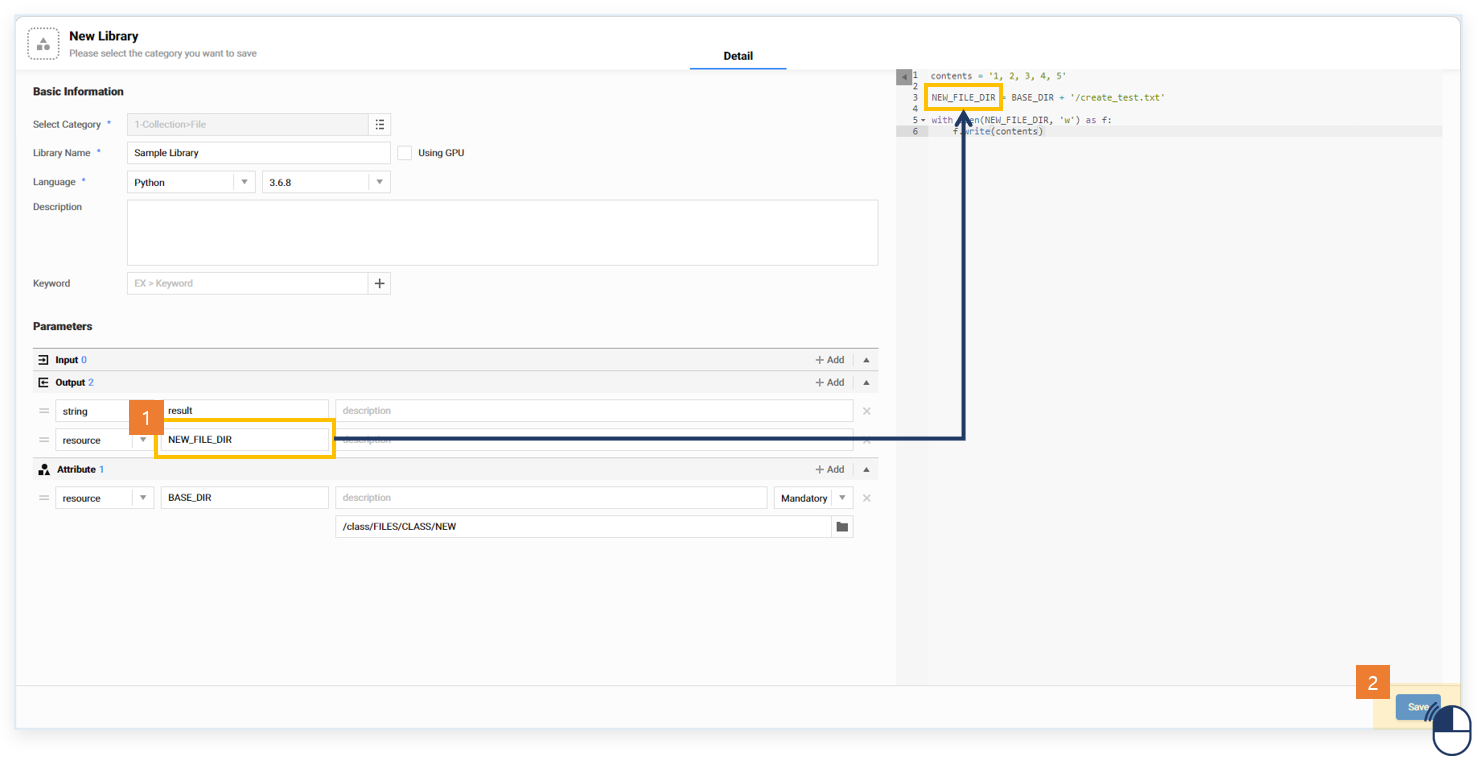 New Library
Please select the category you want to save
Detail
Basic Information
Select Category * 1-Collection>File
Library Name * Sample Library Using GPU
Language * Python 3.6.8
Description
Keyword EX > Keyword
Parameters
Input 0 + Add
Output 2 + Add
string result description
1
resource NEW_FILE_DIR description
Attribute 1 + Add
resource BASE_DIR description Mandatory
/class/FILES/CLASS/NEW
1 contents = '1, 2, 3, 4, 5'
2
3 NEW_FILE_DIR = BASE_DIR + '/create_test.txt'
4
5 with (NEW_FILE_DIR, 'w') as f:
6 f.write(contents)
2
Save